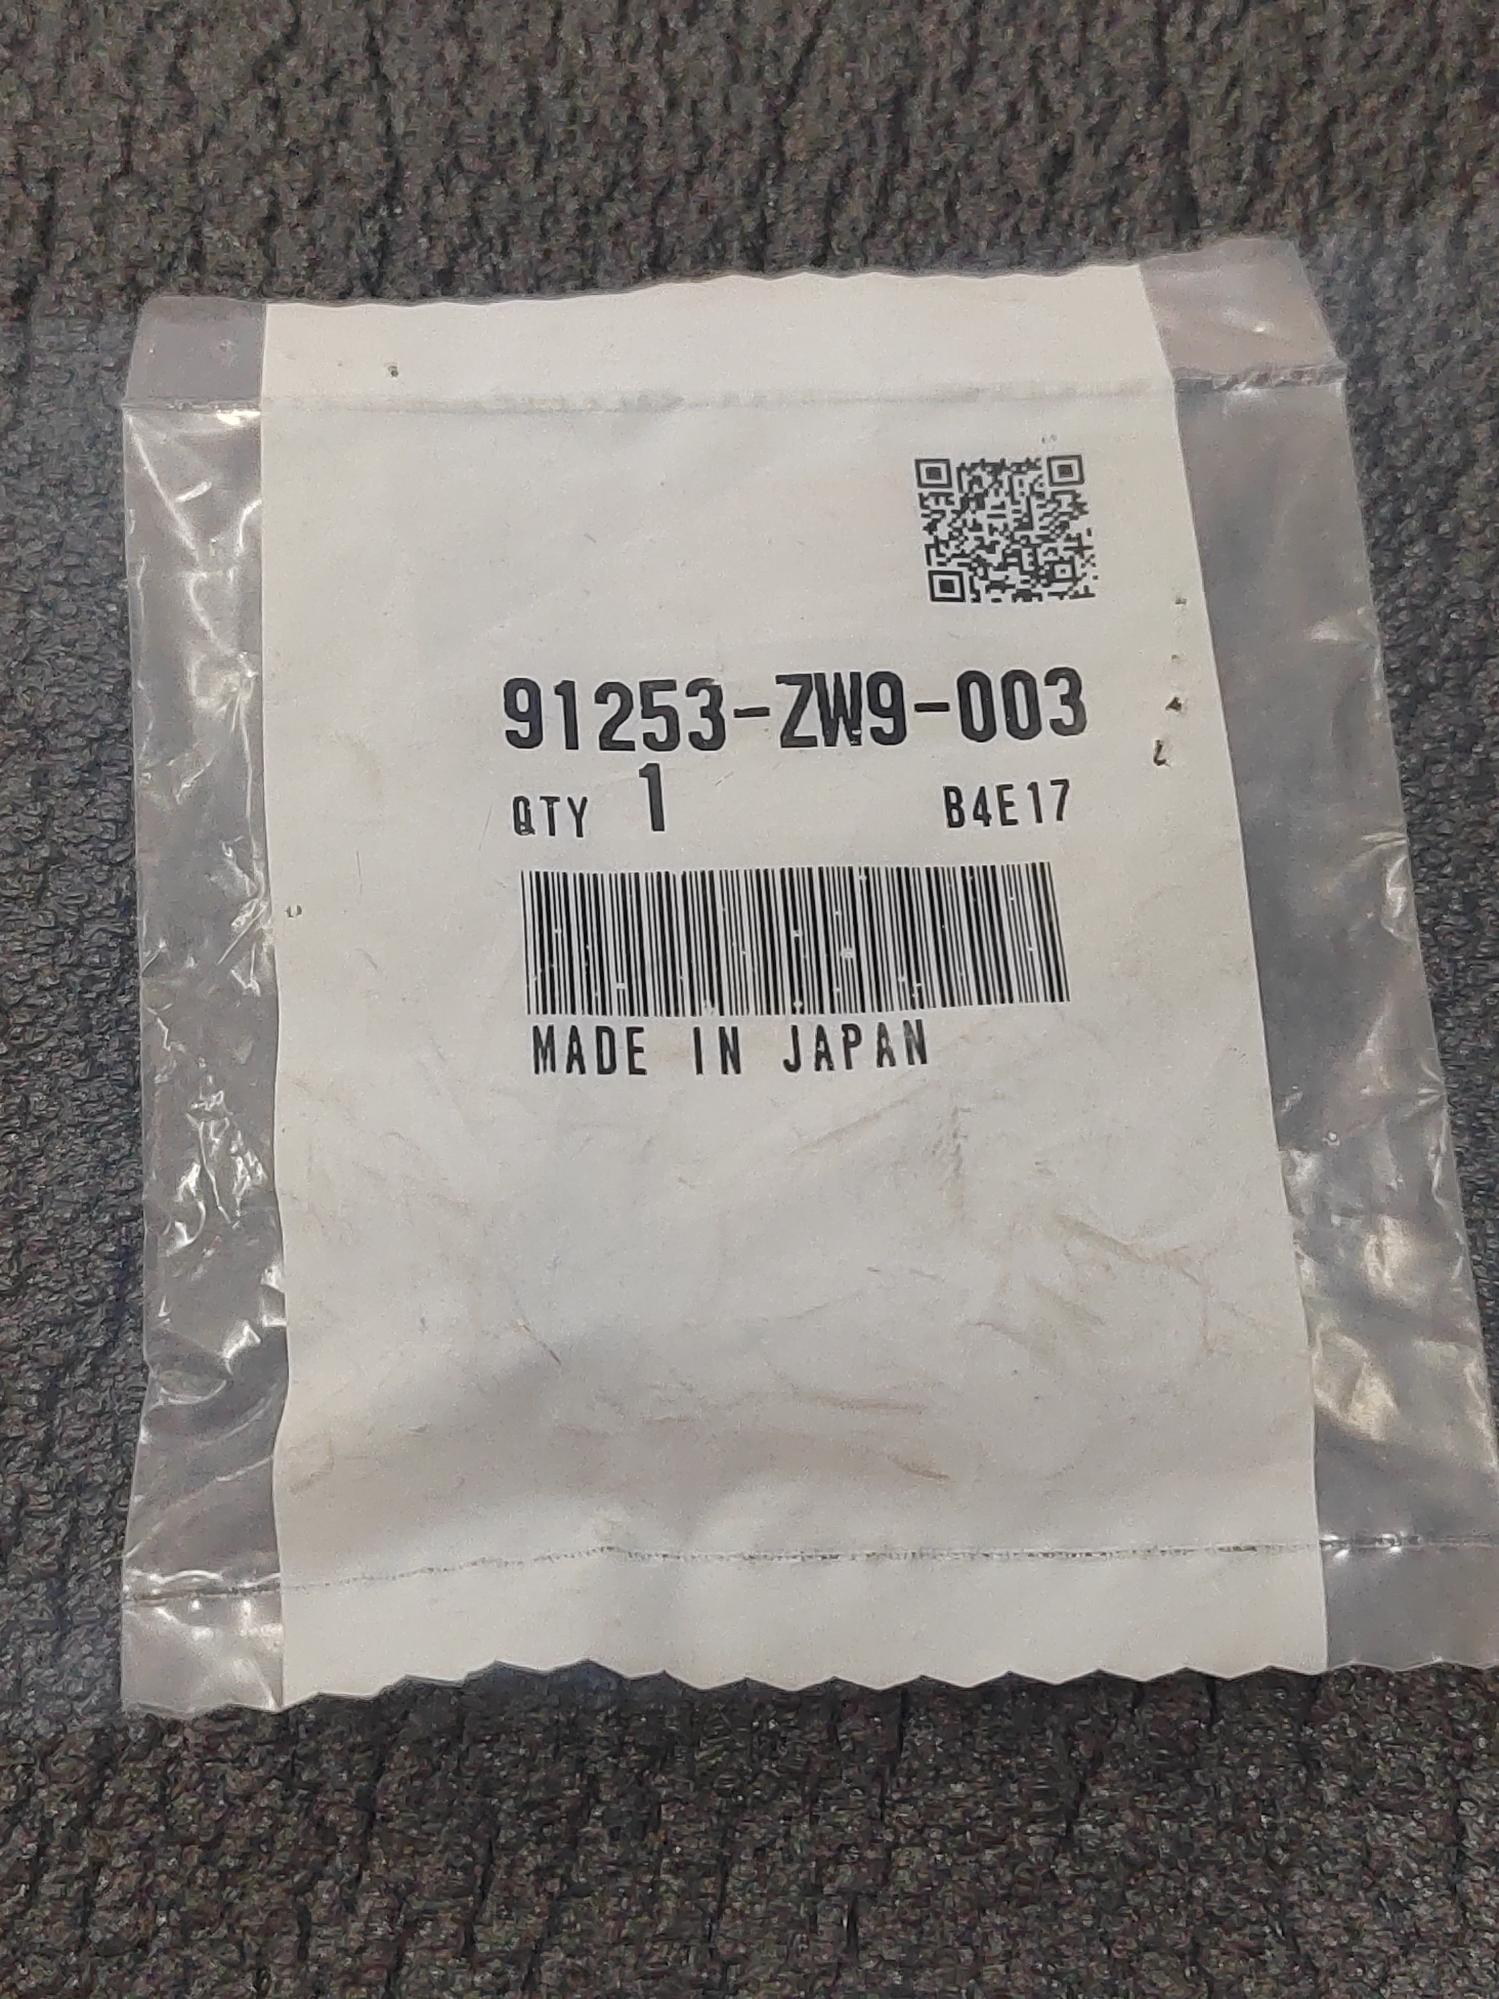 91253-ZW9-003
QTY 1 B4E17
MADE IN JAPAN